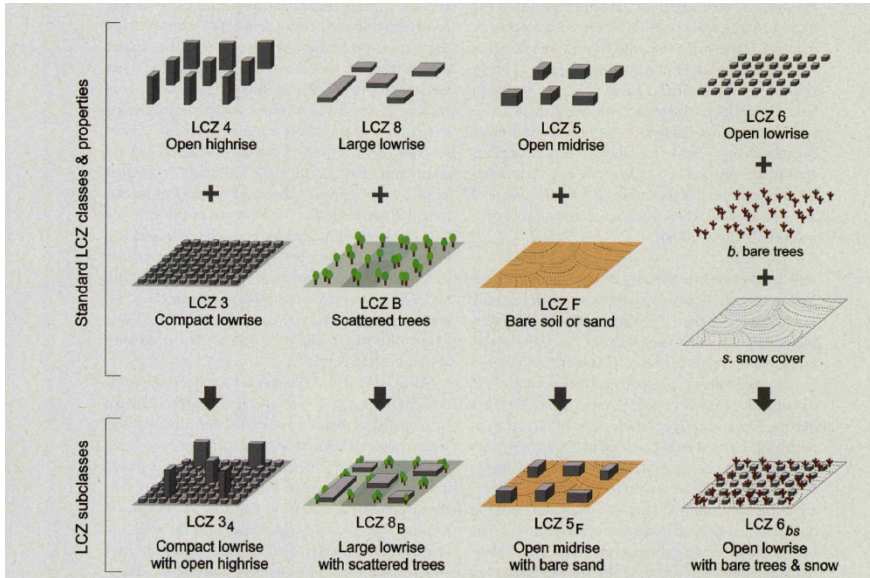 Standard LCZ classes & properties
LCZ 4
Open highrise
LCZ 8
Large lowrise
LCZ 5
Open midrise
LCZ 6
Open lowrise
+
+
+
+
b. bare trees
+
LCZ 3
Compact lowrise
LCZ B
Scattered trees
LCZ F
Bare soil or sand
s. snow cover
LCZ subclasses
LCZ 3₄
Compact lowrise
with open highrise
LCZ 8B
Large lowrise
with scattered trees
LCZ 5F
Open midrise
with bare sand
LCZ 6bs
Open lowrise
with bare trees & snow